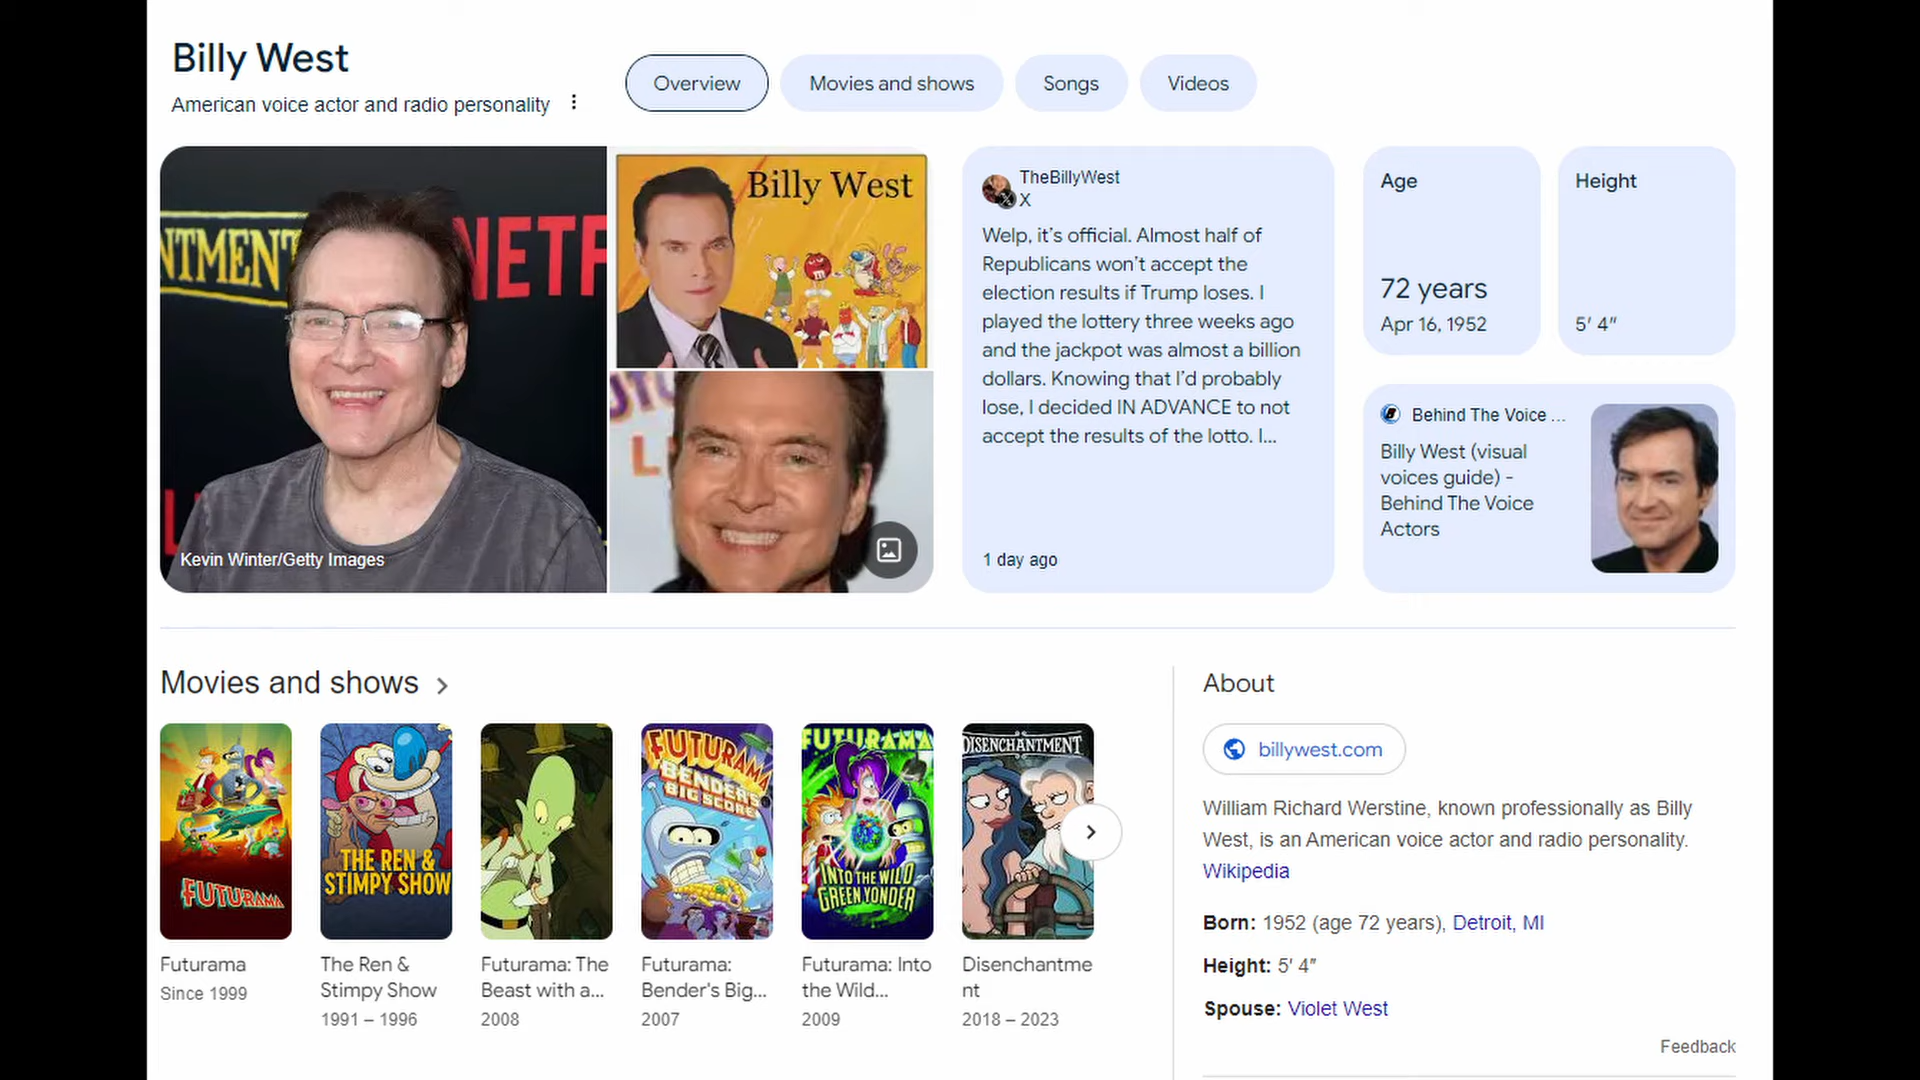 Billy West
American voice actor and radio personality
Overview
Movies and shows
Songs
Videos
NTMENT
NETF
Kevin Winter/Getty Images
Billy West
TheBillyWest
X
Welp, it's official. Almost half of
Republicans won't accept the
election results if Trump loses. I
played the lottery three weeks ago
and the jackpot was almost a billion
dollars. Knowing that I'd probably
lose, I decided IN ADVANCE to not
accept the results of the lotto. I...
1 day ago
Age
72 years
Apr 16, 1952
Height
5' 4"
Behind The Voice ...
Billy West (visual
voices guide) -
Behind The Voice
Actors
Movies and shows
FUTURAMA
THE REN &
STIMPY SHOW
FUTURAMA
BENDER'S
BIG SCORE
FUTURAMA
INTO THE WILD
GREEN YONDER
DISENCHANTMENT
Futurama
Since 1999
The Ren &
Stimpy Show
1991 – 1996
Futurama: The
Beast with a...
2008
Futurama:
Bender's Big...
2007
Futurama: Into
the Wild...
2009
Disenchantme
nt
2018 – 2023
About
billywest.com
William Richard Werstine, known professionally as Billy
West, is an American voice actor and radio personality.
Wikipedia
Born: 1952 (age 72 years), Detroit, MI
Height: 5' 4"
Spouse: Violet West
Feedback